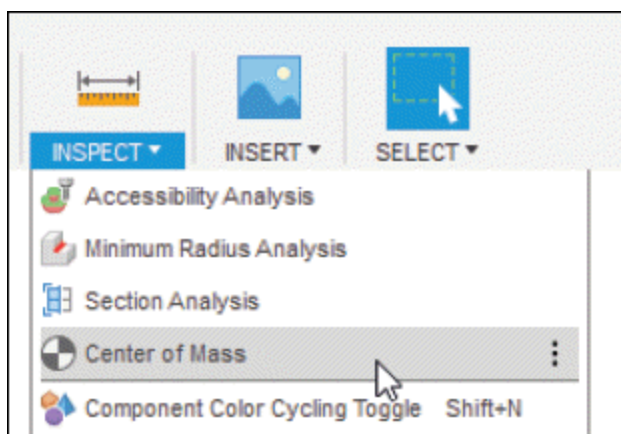 INSPECT INSERT SELECT
Accessibility Analysis
Minimum Radius Analysis
Section Analysis
Center of Mass
Component Color Cycling Toggle Shift+N